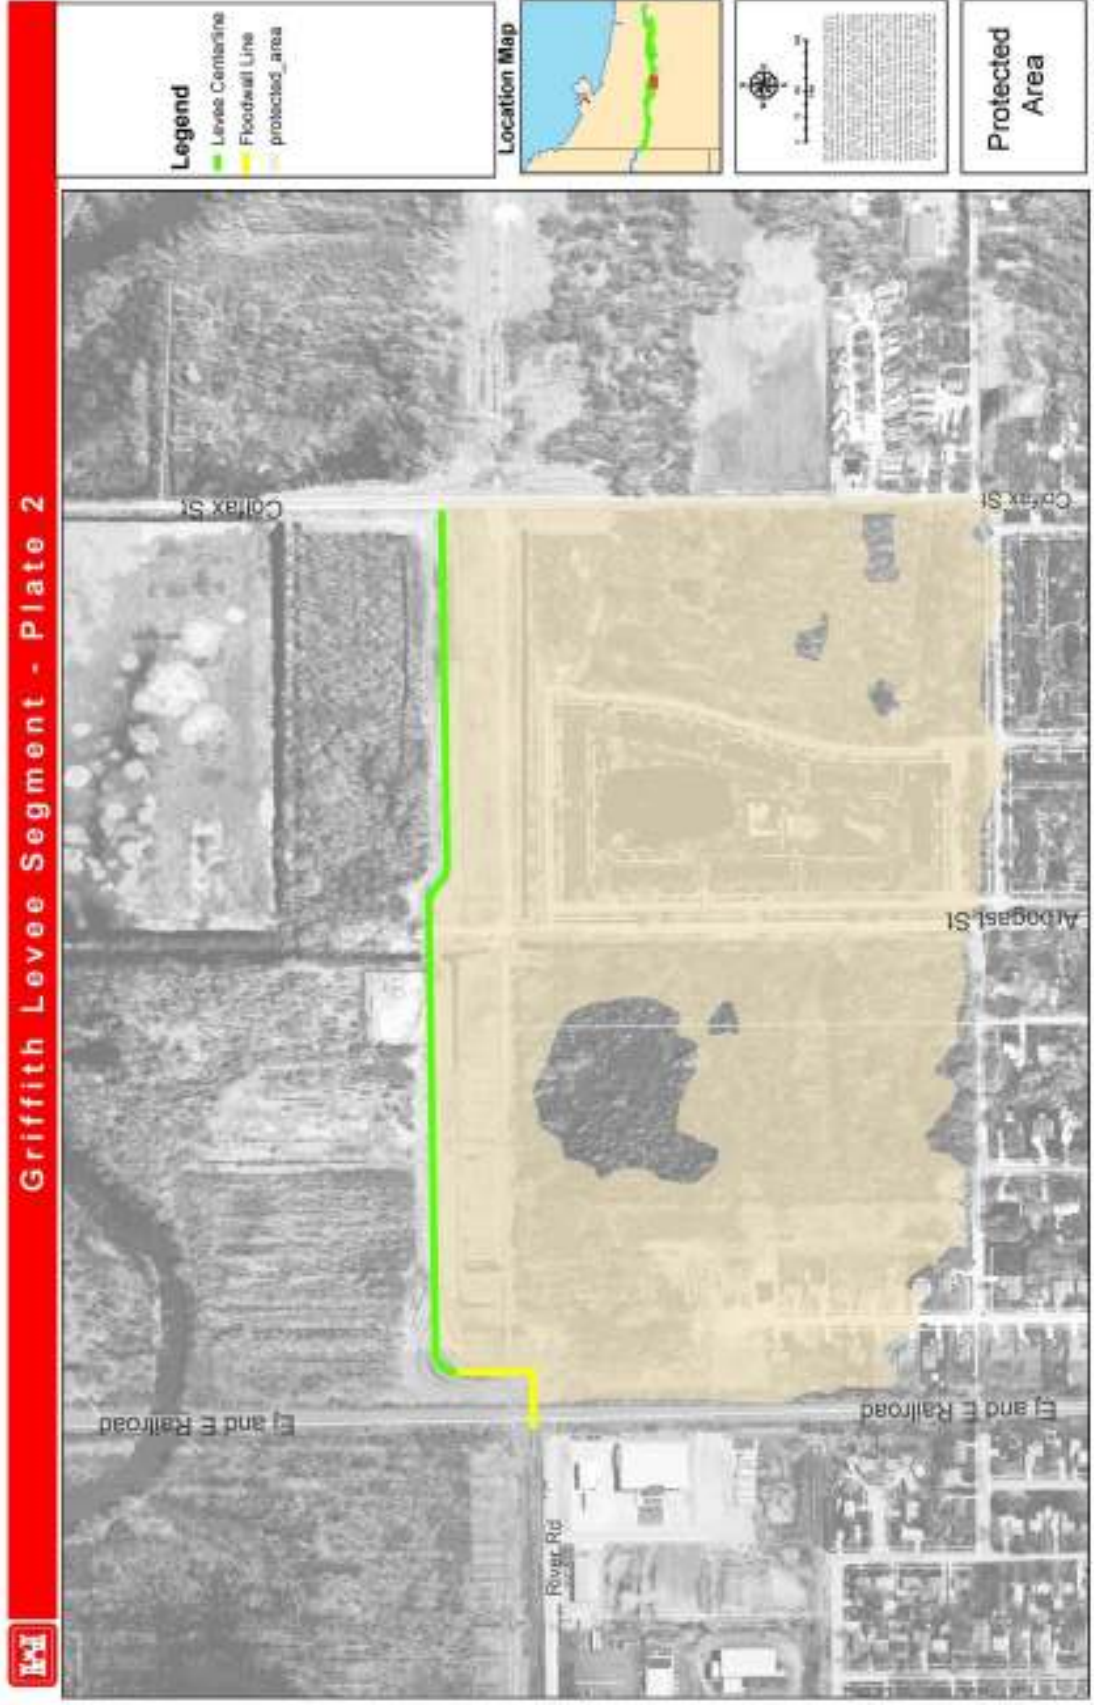 Griffith Levee Segment - Plate 2
Legend
Levee Centerline
Floodwall Line
protected_area
Location Map
Protected
Area
Colfax St
Colfax St
Arbogast St
Ej and E Railroad
Ej and E Railroad
River Rd